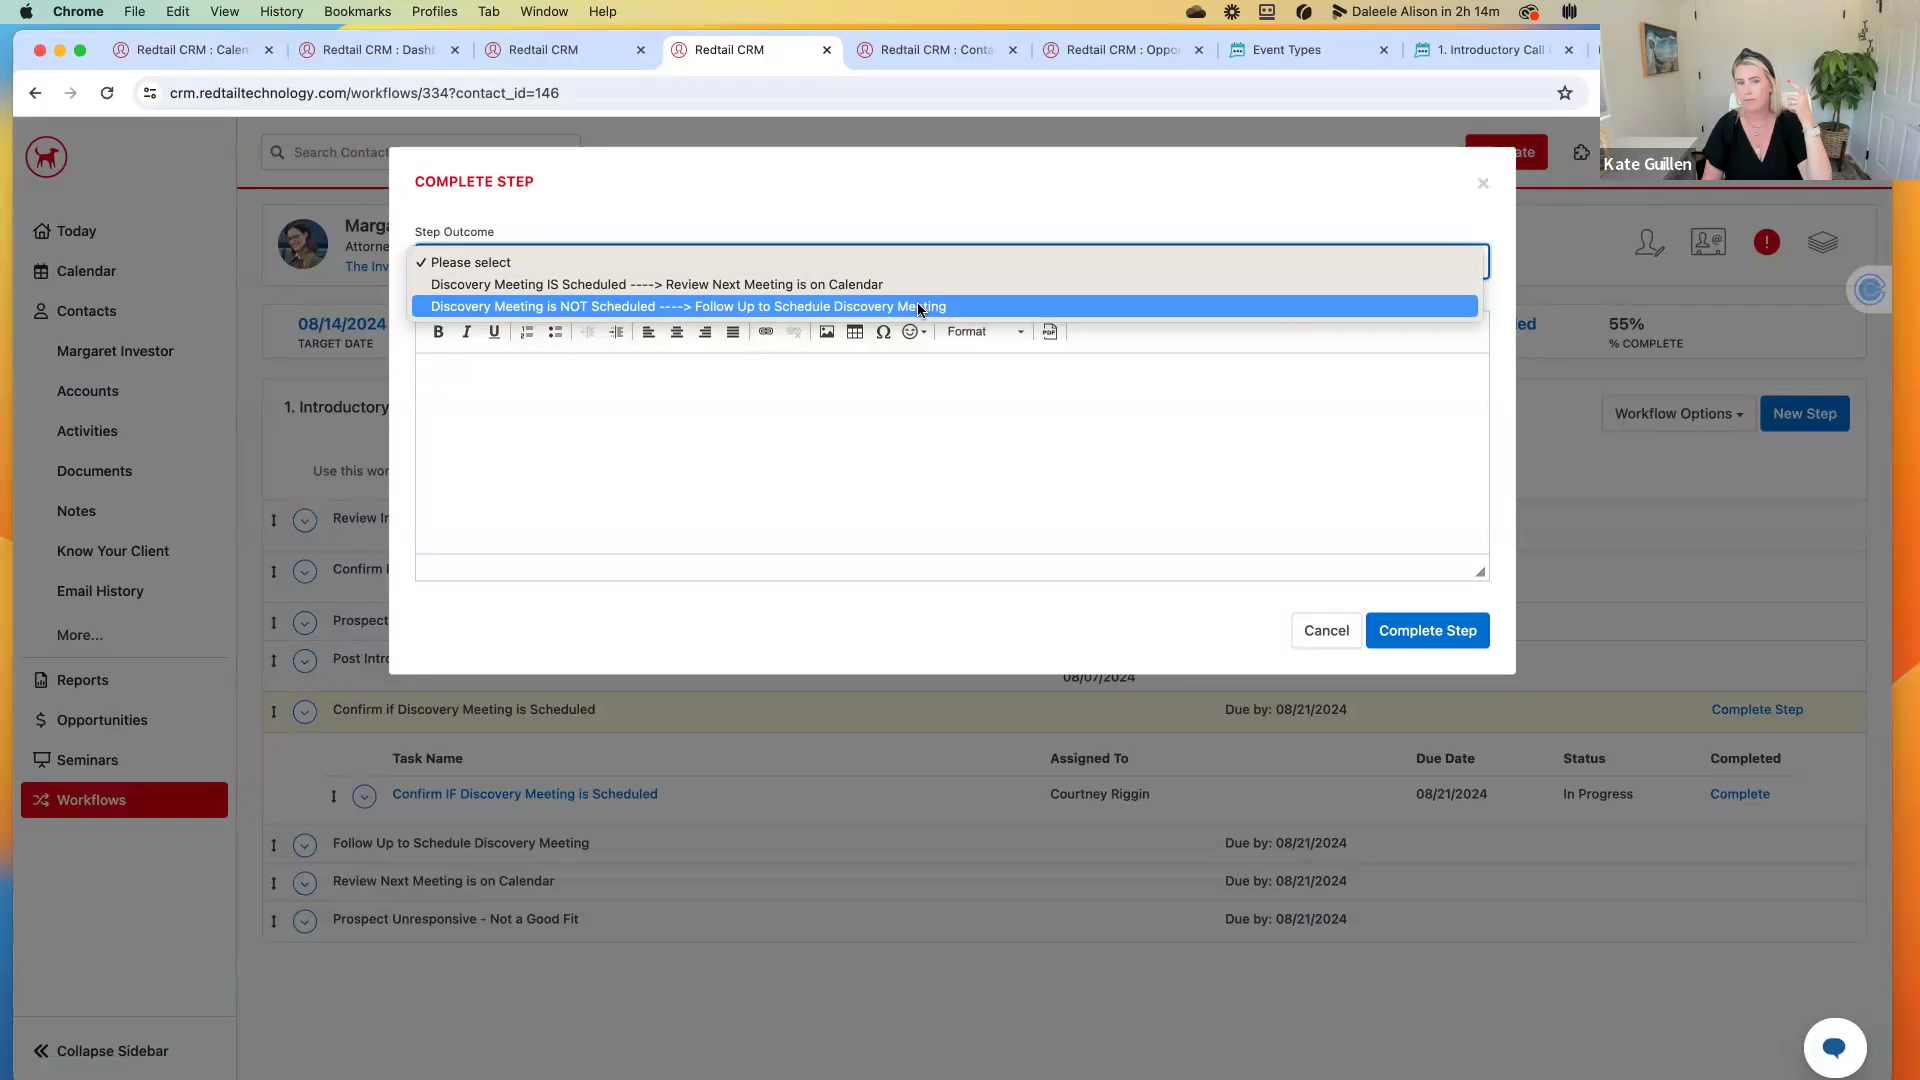 Chrome File Edit View History Bookmarks Profiles Tab Window Help
Daleele Alison in 2h 14m
Redtail CRM : Calen
Redtail CRM : Dashb
Redtail CRM
Redtail CRM
Redtail CRM : Conta
Redtail CRM : Oppo
Event Types
1. Introductory Call
crm.redtailtechnology.com/workflows/334?contact_id=146
Kate Guillen
Search Contact
Today
Calendar
Contacts
Margaret Investor
Accounts
Activities
Documents
Notes
Know Your Client
Email History
More...
Reports
Opportunities
Seminars
Workflows
Collapse Sidebar
Marga
Attorne
The Inv
08/14/2024
TARGET DATE
55%
% COMPLETE
COMPLETE STEP
Step Outcome
Please select
Discovery Meeting IS Scheduled ----> Review Next Meeting is on Calendar
Discovery Meeting is NOT Scheduled ----> Follow Up to Schedule Discovery Meeting
B I U Format PDF
Cancel Complete Step
1. Introductory
Workflow Options New Step
Use this wor
Review In
Confirm
Prospect
Post Intro
08/07/2024
Confirm if Discovery Meeting is Scheduled Due by: 08/21/2024 Complete Step
Task Name Assigned To Due Date Status Completed
Confirm IF Discovery Meeting is Scheduled Courtney Riggin 08/21/2024 In Progress Complete
Follow Up to Schedule Discovery Meeting Due by: 08/21/2024
Review Next Meeting is on Calendar Due by: 08/21/2024
Prospect Unresponsive - Not a Good Fit Due by: 08/21/2024